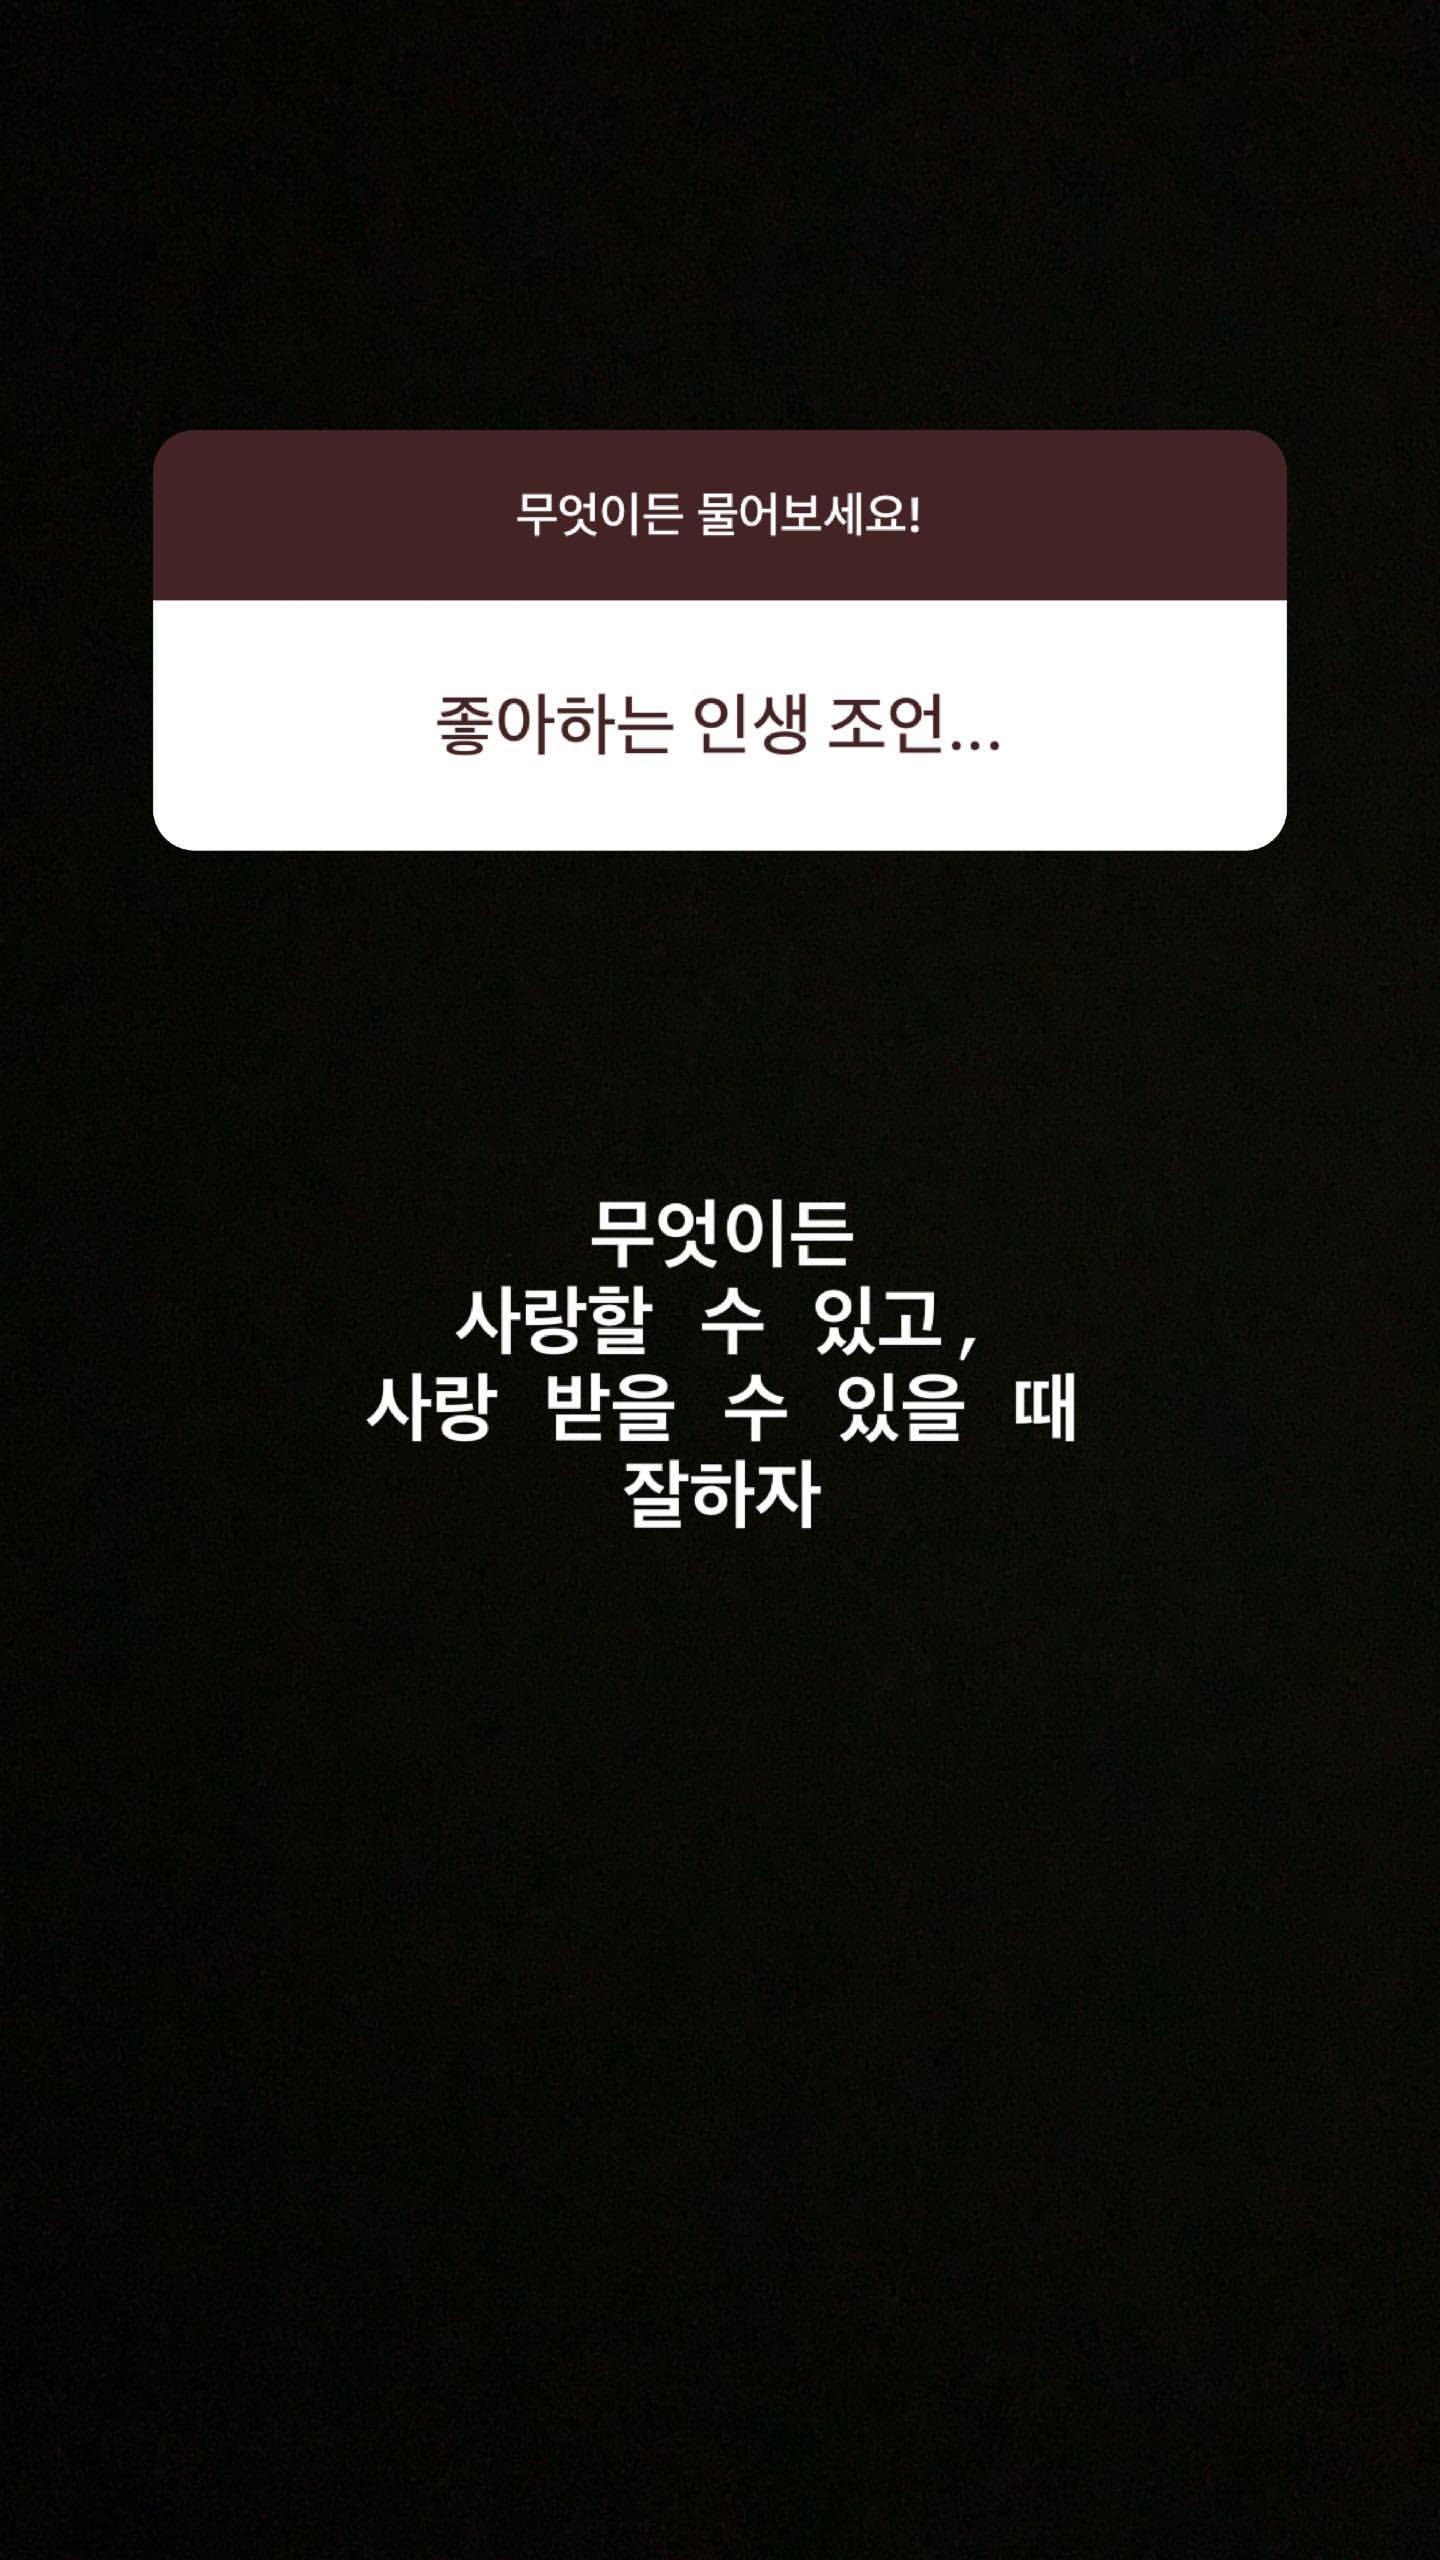 무엇이든 물어보세요!
좋아하는 인생 조언...
무엇이든
사랑할 수 있고,
사랑 받을 수 있을 때
잘하자